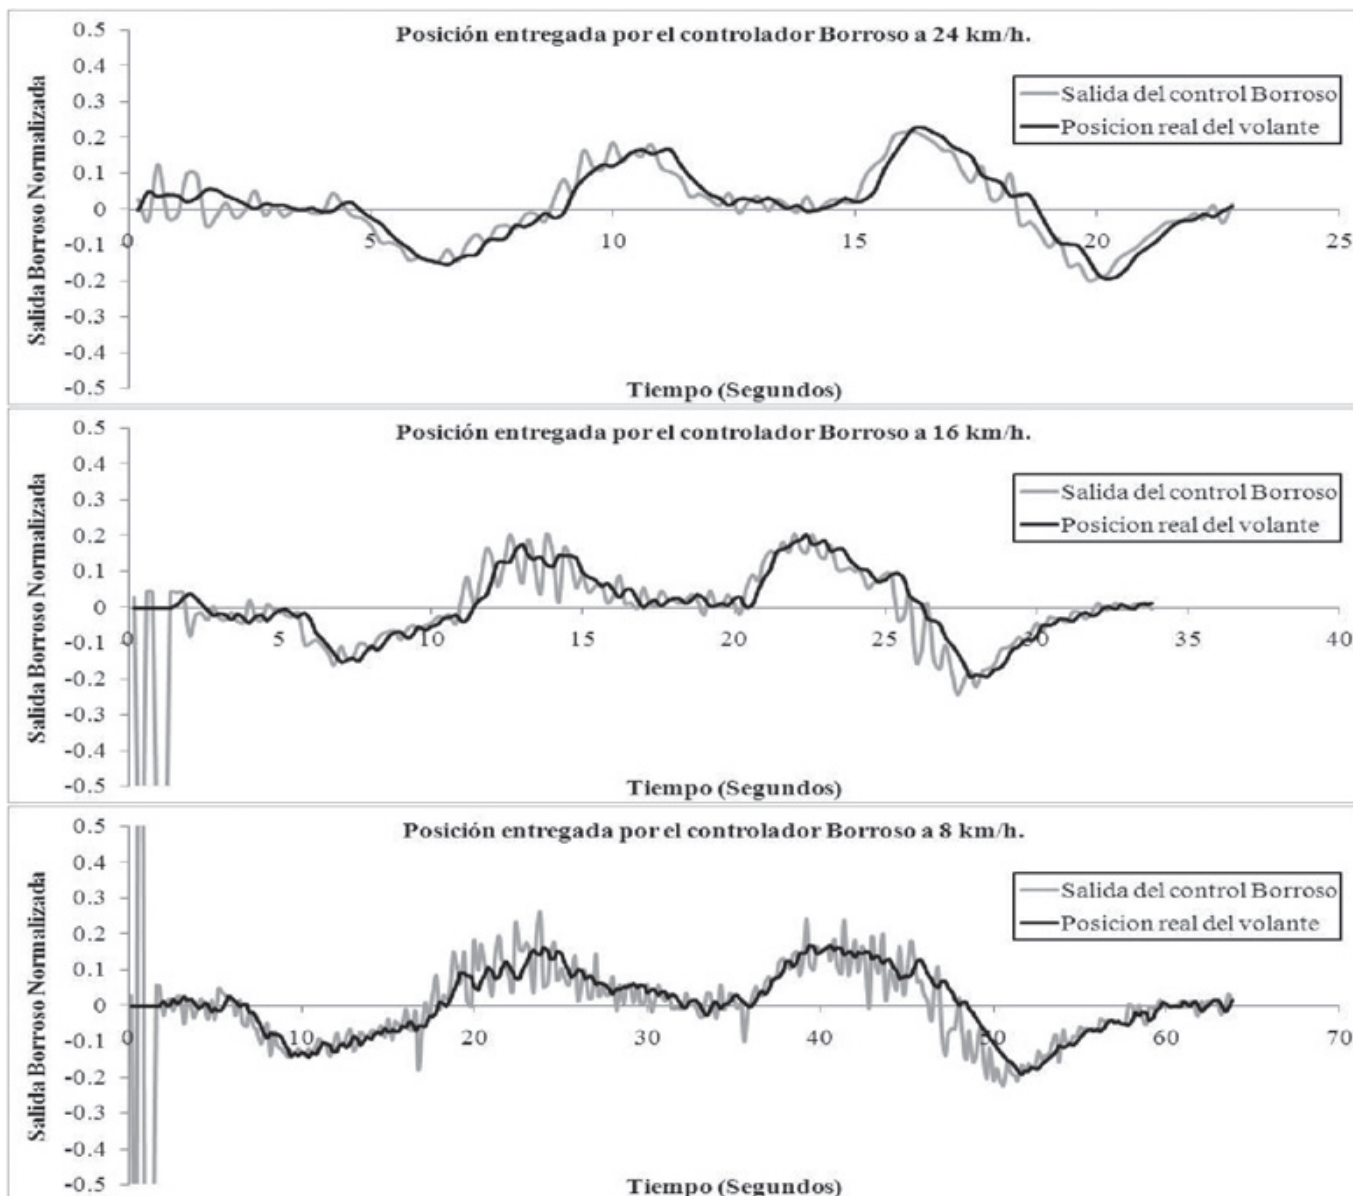 Posición entregada por el controlador Borroso a 24 km/h.
Salida Borroso Normalizada
0.5
0.4
0.3
0.2
0.1
0
-0.1
-0.2
-0.3
-0.4
-0.5
Salida del control Borroso
Posicion real del volante
0 5 10 15 20 25
Tiempo (Segundos)
Posición entregada por el controlador Borroso a 16 km/h.
Salida Borroso Normalizada
0.5
0.4
0.3
0.2
0.1
0
-0.1
-0.2
-0.3
-0.4
-0.5
Salida del control Borroso
Posicion real del volante
0 5 10 15 20 25 30 35 40
Tiempo (Segundos)
Posición entregada por el controlador Borroso a 8 km/h.
Salida Borroso Normalizada
0.5
0.4
0.3
0.2
0.1
0
-0.1
-0.2
-0.3
-0.4
-0.5
Salida del control Borroso
Posicion real del volante
0 10 20 30 40 50 60 70
Tiempo (Segundos)